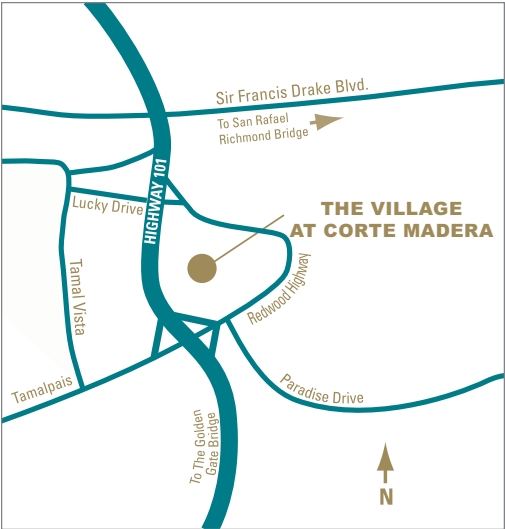 Sir Francis Drake Blvd.
To San Rafael
Richmond Bridge
HIGHWAY 101
Lucky Drive
THE VILLAGE
AT CORTE MADERA
Redwood Highway
Tamal Vista
Tamalpais
Paradise Drive
To The Golden
Gate Bridge
N